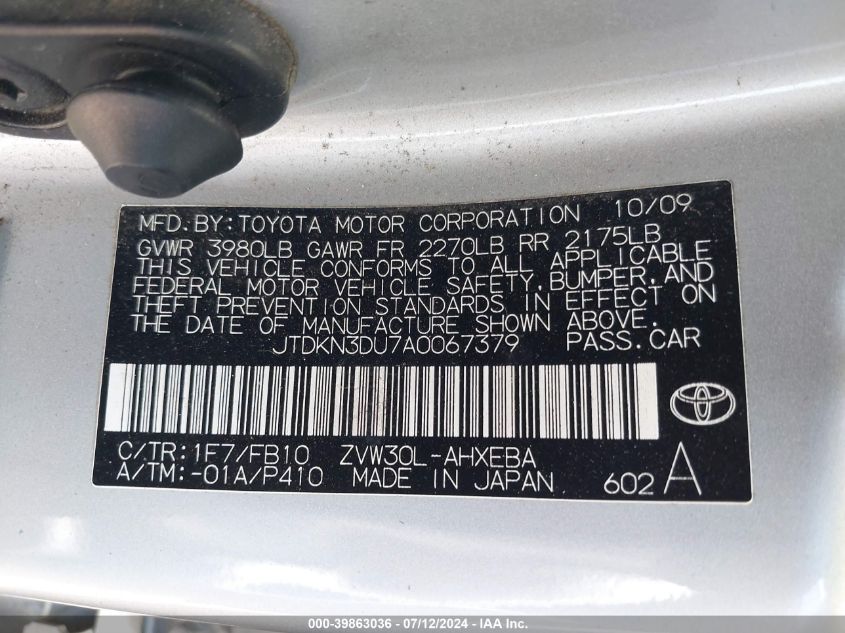 MFD. BY: TOYOTA MOTOR CORPORATION 10/09
GVWR 3980LB GAWR FR 2270LB RR 2175LB
THIS VEHICLE CONFORMS TO ALL APPLICABLE
FEDERAL MOTOR VEHICLE SAFETY, BUMPER, AND
THEFT PREVENTION STANDARDS IN EFFECT ON
THE DATE OF MANUFACTURE SHOWN ABOVE.
JTDKN3DU7A0067379 PASS. CAR
C/TR: 1F7/FB10 ZVW30L-AHXEBA
A/TM: -01A/P410 MADE IN JAPAN 602 A
000-39863036 - 07/12/2024 - IAA Inc.